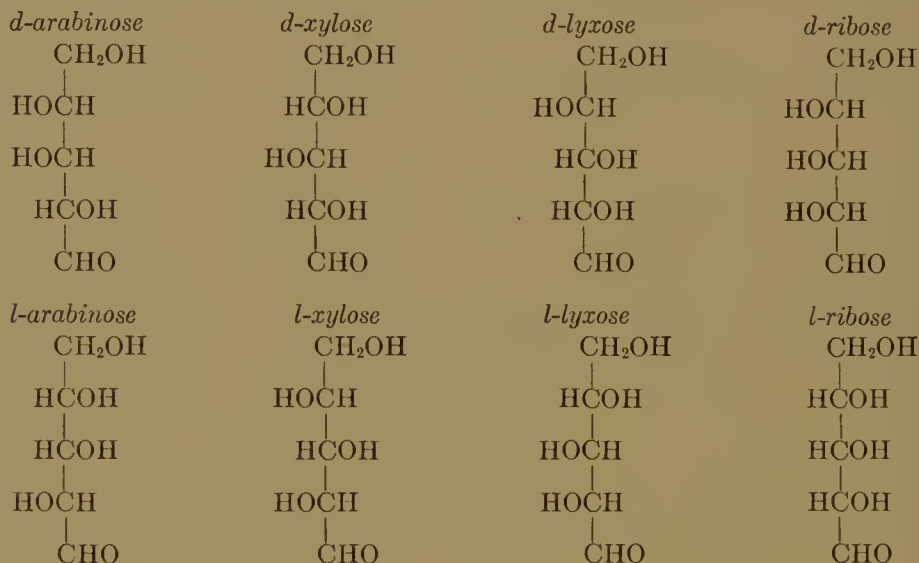 d-arabinose d-xylose d-lyxose d-ribose
CH₂OH CH₂OH CH₂OH CH₂OH
HOCH HCOH HOCH HOCH
HOCH HOCH HCOH HOCH
HCOH HCOH HCOH HOCH
CHO CHO CHO CHO
l-arabinose l-xylose l-lyxose l-ribose
CH₂OH CH₂OH CH₂OH CH₂OH
HCOH HOCH HCOH HCOH
HCOH HCOH HOCH HCOH
HOCH HOCH HOCH HCOH
CHO CHO CHO CHO